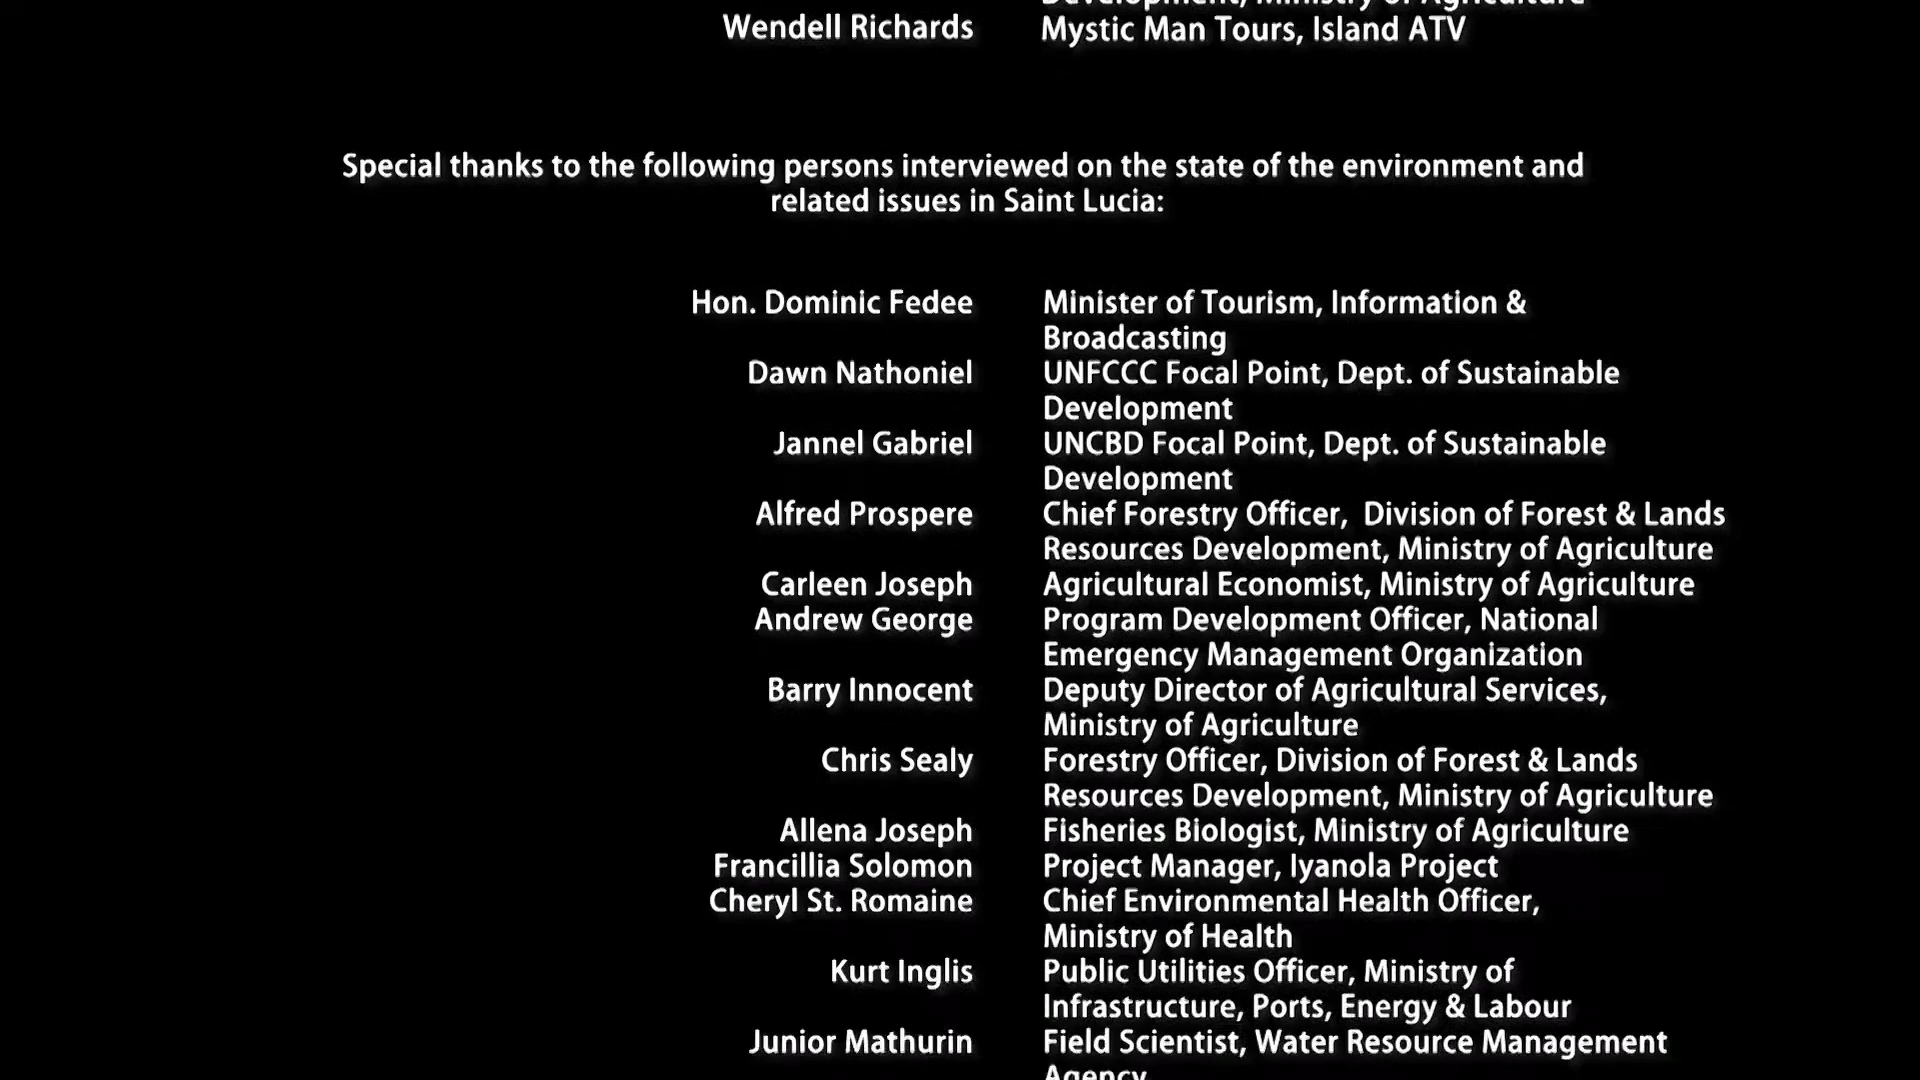 Development, Ministry of Agriculture
Wendell Richards Mystic Man Tours, Island ATV
Special thanks to the following persons interviewed on the state of the environment and
related issues in Saint Lucia:
Hon. Dominic Fedee Minister of Tourism, Information &
Broadcasting
Dawn Nathoniel UNFCCC Focal Point, Dept. of Sustainable
Development
Jannel Gabriel UNCBD Focal Point, Dept. of Sustainable
Development
Alfred Prospere Chief Forestry Officer, Division of Forest & Lands
Resources Development, Ministry of Agriculture
Carleen Joseph Agricultural Economist, Ministry of Agriculture
Andrew George Program Development Officer, National
Emergency Management Organization
Barry Innocent Deputy Director of Agricultural Services,
Ministry of Agriculture
Chris Sealy Forestry Officer, Division of Forest & Lands
Resources Development, Ministry of Agriculture
Allena Joseph Fisheries Biologist, Ministry of Agriculture
Francillia Solomon Project Manager, Iyanola Project
Cheryl St. Romaine Chief Environmental Health Officer,
Ministry of Health
Kurt Inglis Public Utilities Officer, Ministry of
Infrastructure, Ports, Energy & Labour
Junior Mathurin Field Scientist, Water Resource Management
Agency